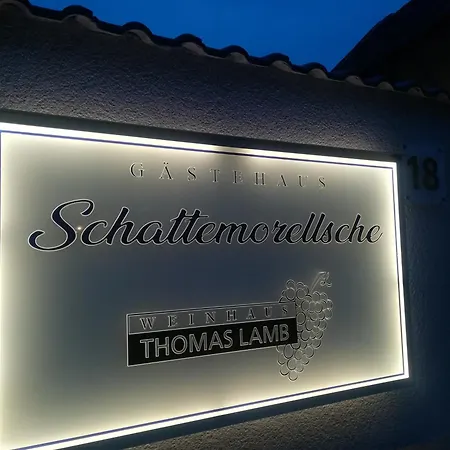 GÄSTEHAUS
Schattemorellsche
18
WEINHAUS
THOMAS LAMB